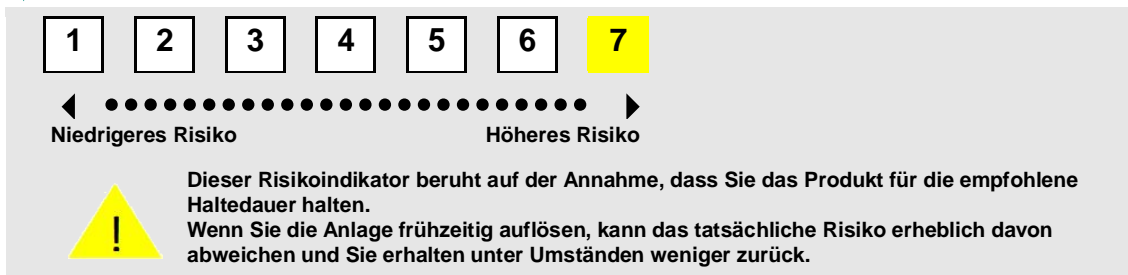 1 2 3 4 5 6 7
Niedrigeres Risiko Höheres Risiko
Dieser Risikoindikator beruht auf der Annahme, dass Sie das Produkt für die empfohlene
Haltedauer halten.
! Wenn Sie die Anlage frühzeitig auflösen, kann das tatsächliche Risiko erheblich davon
abweichen und Sie erhalten unter Umständen weniger zurück.